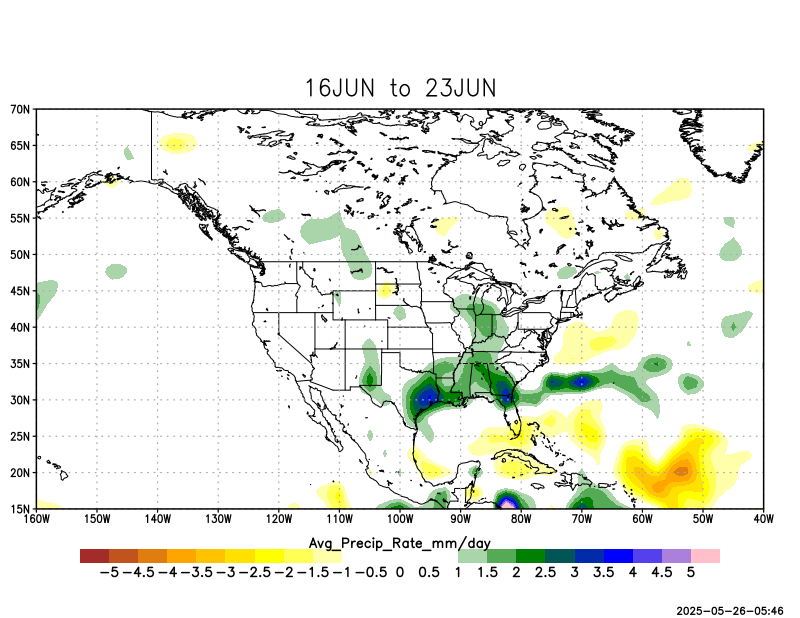 16JUN to 23JUN
70N
65N
60N
55N
50N
45N
40N
35N
30N
25N
20N
15N
160W 150W 140W 130W 120W 110W 100W 90W 80W 70W 60W 50W 40W
Avg_Precip_Rate_mm/day
-5 -4.5 -4 -3.5 -3 -2.5 -2 -1.5 -1 -0.5 0 0.5 1 1.5 2 2.5 3 3.5 4 4.5 5
2025-05-26-05:46